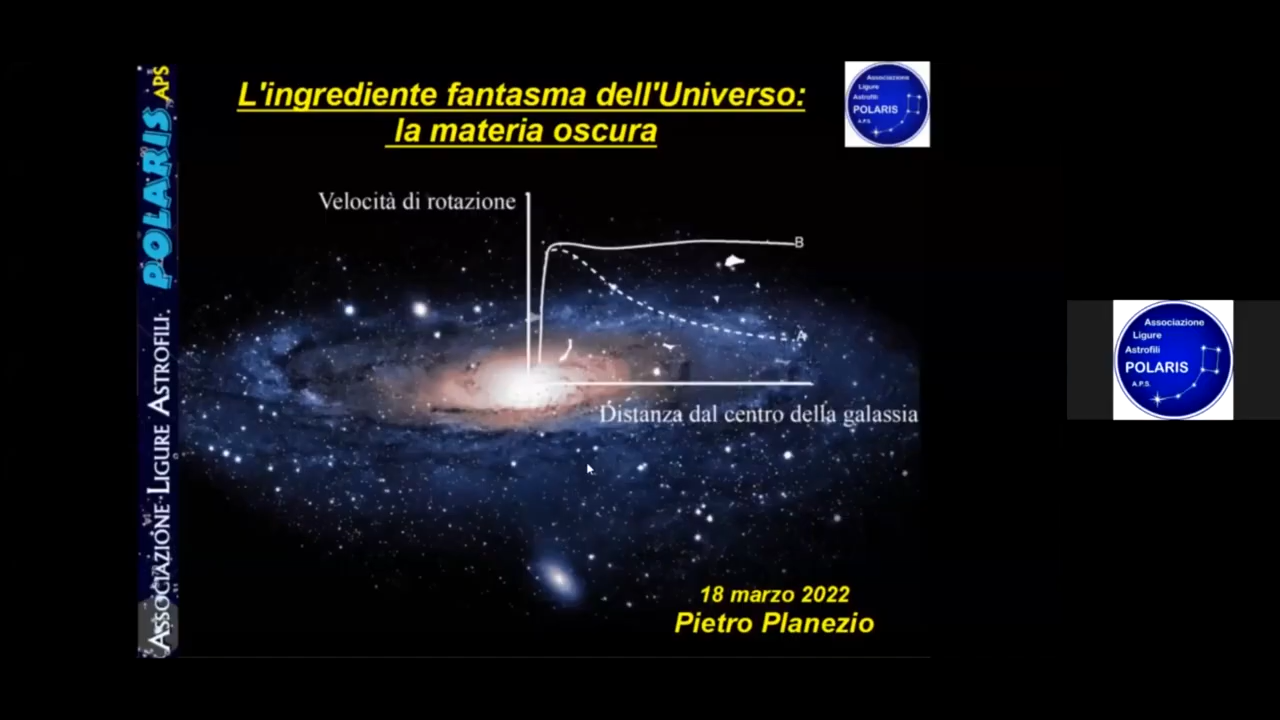 L'ingrediente fantasma dell'Universo:
la materia oscura
Associazione
Ligure
Astrofili
POLARIS
A.P.S.
Velocità di rotazione
B
A
Distanza dal centro della galassia
18 marzo 2022
Pietro Planezio
ASSOCIAZIONE LIGURE ASTROFILI POLARIS APS
Associazione
Ligure
Astrofili
POLARIS
A.P.S.